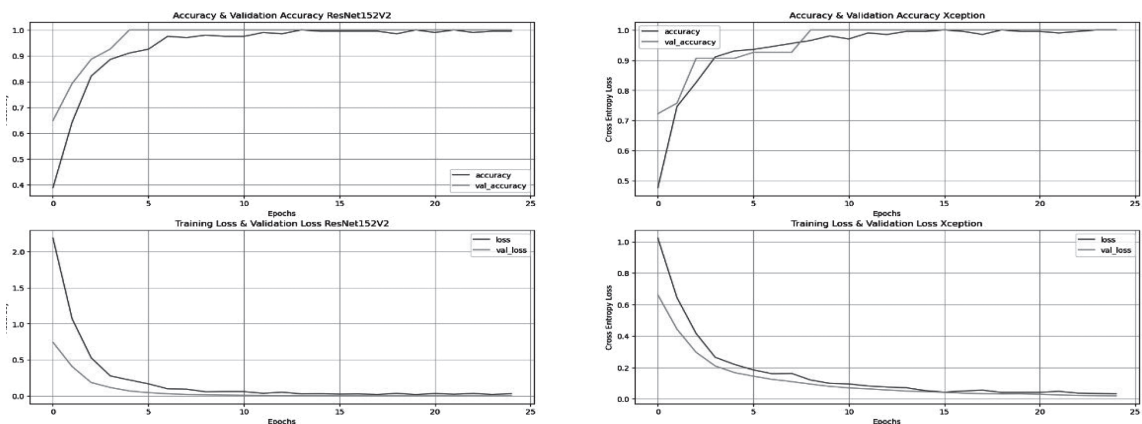 Accuracy & Validation Accuracy ResNet152V2
1.0
0.9
0.8
0.7
0.6
0.5
0.4
accuracy
val_accuracy
0 5 10 15 20 25
Epochs
Training Loss & Validation Loss ResNet152V2
2.0
1.5
1.0
0.5
0.0
loss
val_loss
0 5 10 15 20 25
Epochs
Accuracy & Validation Accuracy Xception
Cross Entropy Loss
1.0
0.9
0.8
0.7
0.6
0.5
accuracy
val_accuracy
0 5 10 15 20 25
Epochs
Training Loss & Validation Loss Xception
Cross Entropy Loss
1.0
0.8
0.6
0.4
0.2
0.0
loss
val_loss
0 5 10 15 20 25
Epochs